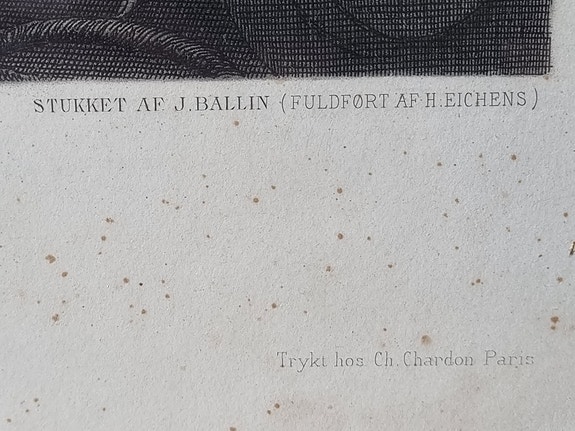 STUKKET AF J. BALLIN (FULDFØRT AF H. EICHENS)
Trykt hos Ch. Chardon Paris